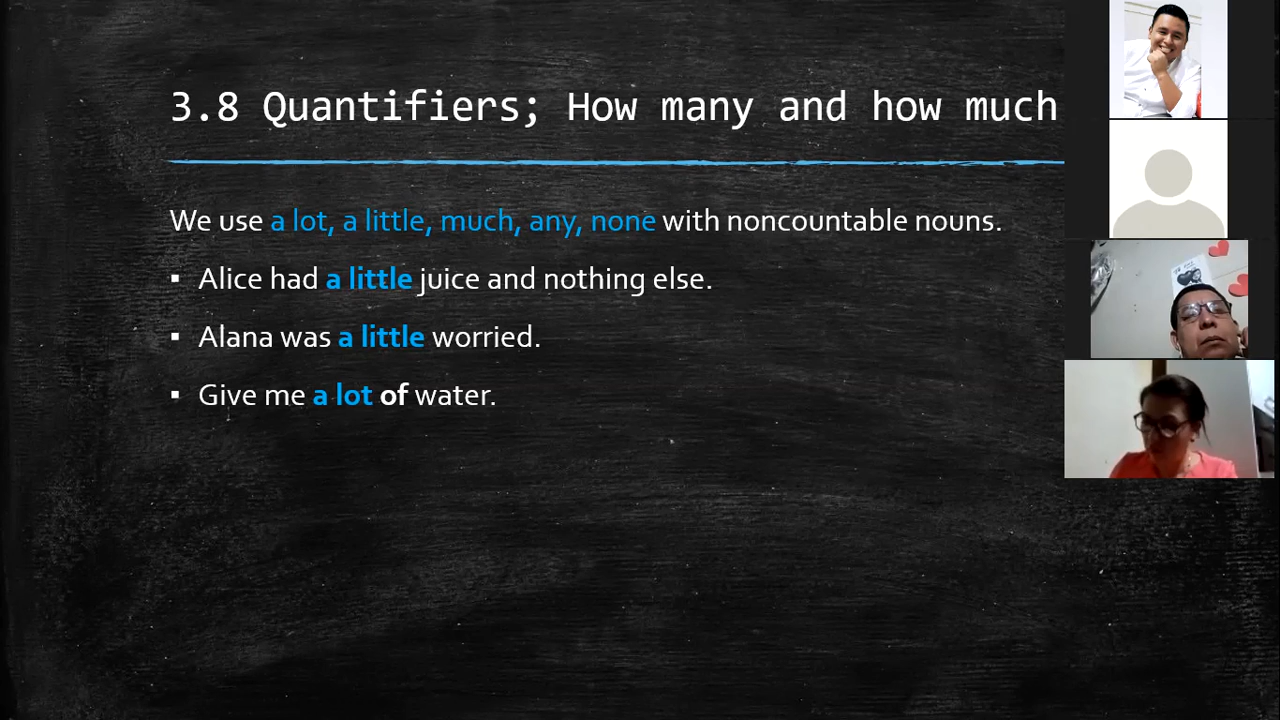 3.8 Quantifiers; How many and how much
We use a lot, a little, much, any, none with noncountable nouns.
▪ Alice had a little juice and nothing else.
▪ Alana was a little worried.
▪ Give me a lot of water.